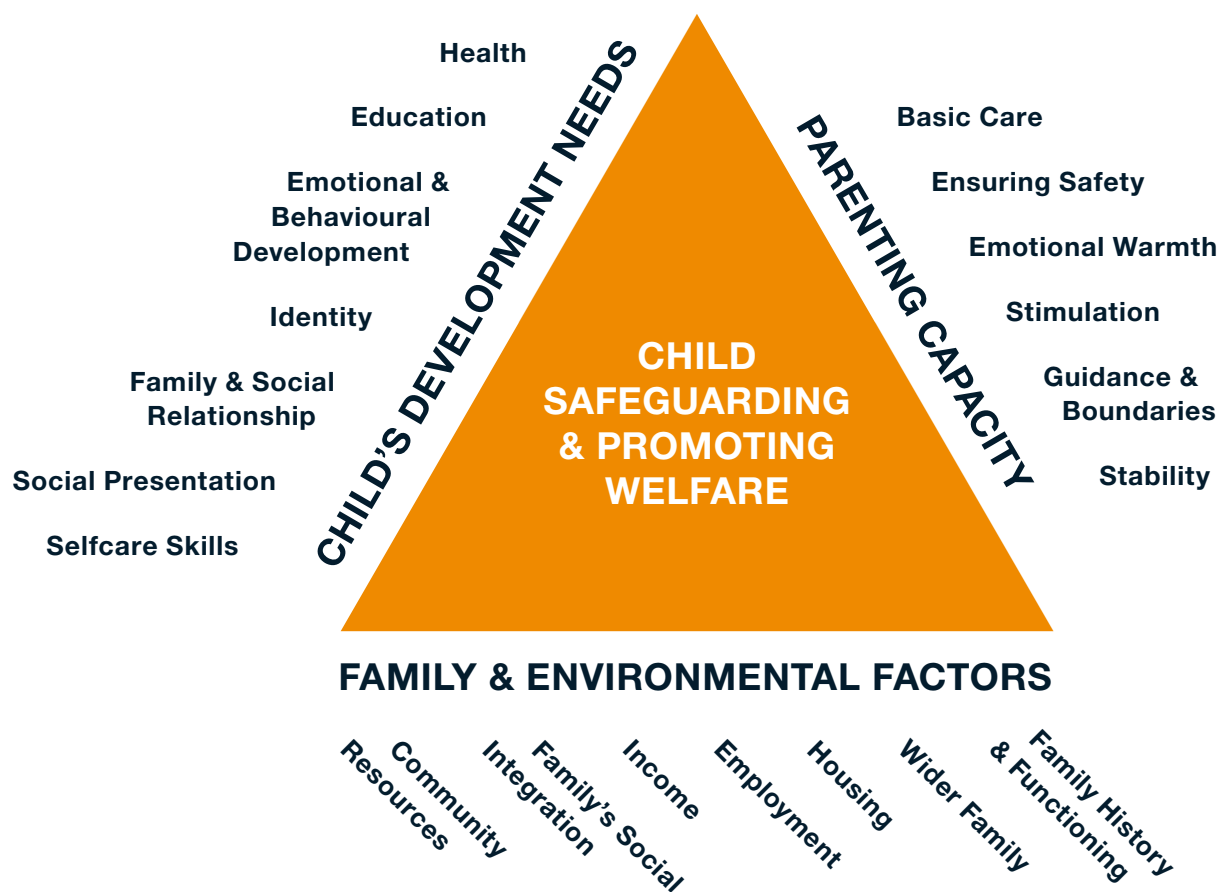 Health
Education
Emotional &
Behavioural
Development
Identity
Family & Social
Relationship
Social Presentation
Selfcare Skills
CHILD'S DEVELOPMENT NEEDS
CHILD
SAFEGUARDING
& PROMOTING
WELFARE
PARENTING CAPACITY
Basic Care
Ensuring Safety
Emotional Warmth
Stimulation
Guidance &
Boundaries
Stability
FAMILY & ENVIRONMENTAL FACTORS
Community
Resources
Family's Social
Integration
Income
Employment
Housing
Wider Family
Family History
& Functioning